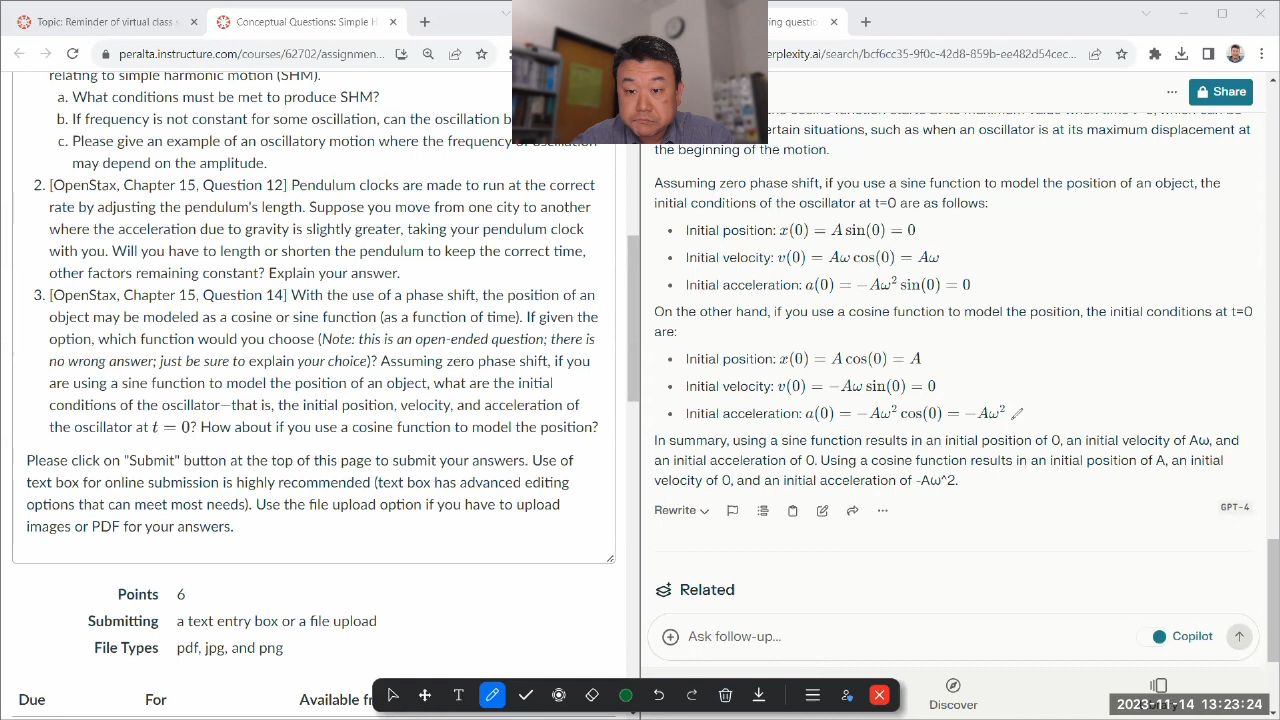 Topic: Reminder of virtual class
Conceptual Questions: Simple H
ing question
peralta.instructure.com/courses/62702/assignmen...
erplexity.ai/search/bcf6cc35-9f0c-42d8-859b-ee482d54cec...
relating to simple harmonic motion (SHM).
a. What conditions must be met to produce SHM?
b. If frequency is not constant for some oscillation, can the oscillation b
c. Please give an example of an oscillatory motion where the frequency of oscillation
may depend on the amplitude.
2. [OpenStax, Chapter 15, Question 12] Pendulum clocks are made to run at the correct
rate by adjusting the pendulum's length. Suppose you move from one city to another
where the acceleration due to gravity is slightly greater, taking your pendulum clock
with you. Will you have to length or shorten the pendulum to keep the correct time,
other factors remaining constant? Explain your answer.
3. [OpenStax, Chapter 15, Question 14] With the use of a phase shift, the position of an
object may be modeled as a cosine or sine function (as a function of time). If given the
option, which function would you choose (Note: this is an open-ended question; there is
no wrong answer; just be sure to explain your choice)? Assuming zero phase shift, if you
are using a sine function to model the position of an object, what are the initial
conditions of the oscillator—that is, the initial position, velocity, and acceleration of
the oscillator at t = 0? How about if you use a cosine function to model the position?
Please click on "Submit" button at the top of this page to submit your answers. Use of
text box for online submission is highly recommended (text box has advanced editing
options that can meet most needs). Use the file upload option if you have to upload
images or PDF for your answers.
Points 6
Submitting a text entry box or a file upload
File Types pdf, jpg, and png
Due For Available fr
Share
ertain situations, such as when an oscillator is at its maximum displacement at
the beginning of the motion.
Assuming zero phase shift, if you use a sine function to model the position of an object, the
initial conditions of the oscillator at t=0 are as follows:
• Initial position: x(0) = A sin(0) = 0
• Initial velocity: v(0) = Aω cos(0) = Aω
• Initial acceleration: a(0) = −Aω² sin(0) = 0
On the other hand, if you use a cosine function to model the position, the initial conditions at t=0
are:
• Initial position: x(0) = A cos(0) = A
• Initial velocity: v(0) = −Aω sin(0) = 0
• Initial acceleration: a(0) = −Aω² cos(0) = −Aω²
In summary, using a sine function results in an initial position of 0, an initial velocity of Aω, and
an initial acceleration of 0. Using a cosine function results in an initial position of A, an initial
velocity of 0, and an initial acceleration of -Aω^2.
Rewrite
GPT-4
Related
Ask follow-up...
Copilot
Discover
2023-11-14 13:23:24